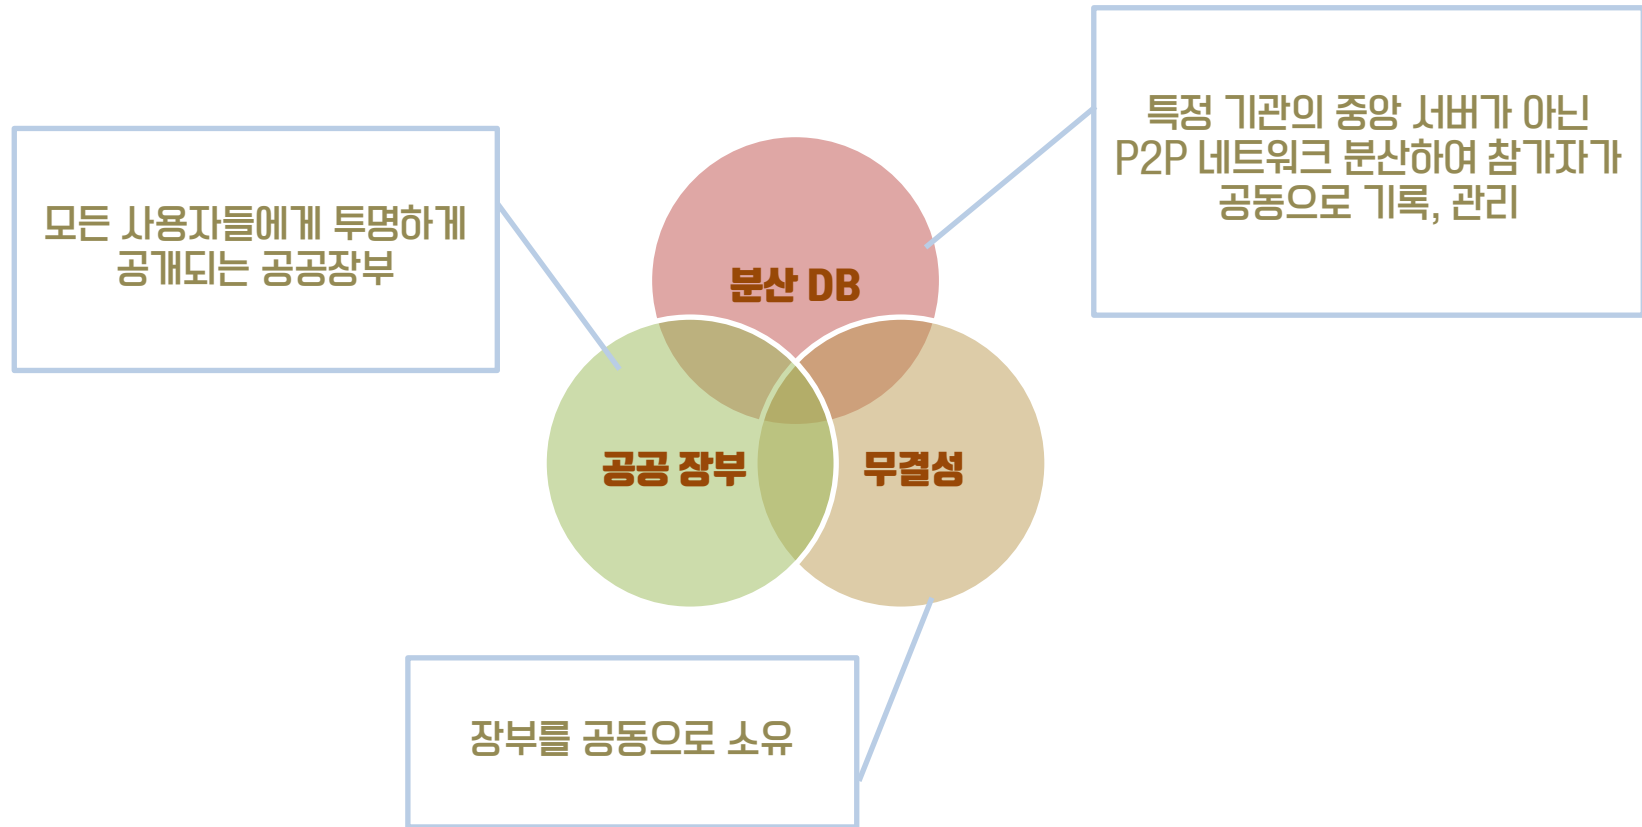 특정 기관의 중앙 서버가 아닌
P2P 네트워크 분산하여 참가자가
공동으로 기록, 관리
모든 사용자들에게 투명하게
공개되는 공공장부
분산 DB
공공 장부
무결성
장부를 공동으로 소유